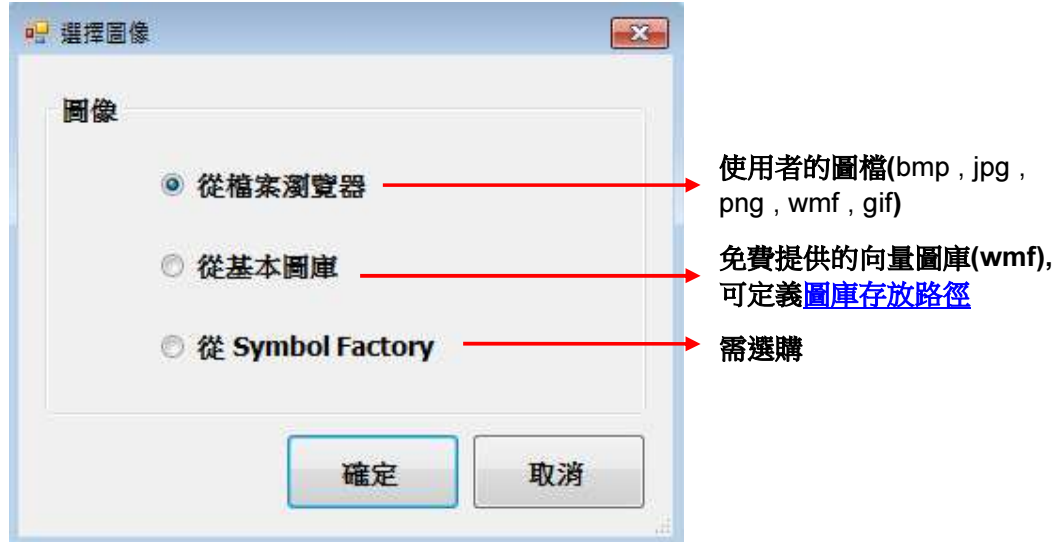 選擇圖像
圖像
從檔案瀏覽器
使用者的圖檔(bmp , jpg ,
png , wmf , gif)
從基本圖庫
免費提供的向量圖庫(wmf),
可定義圖庫存放路徑
從 Symbol Factory
需選購
確定
取消